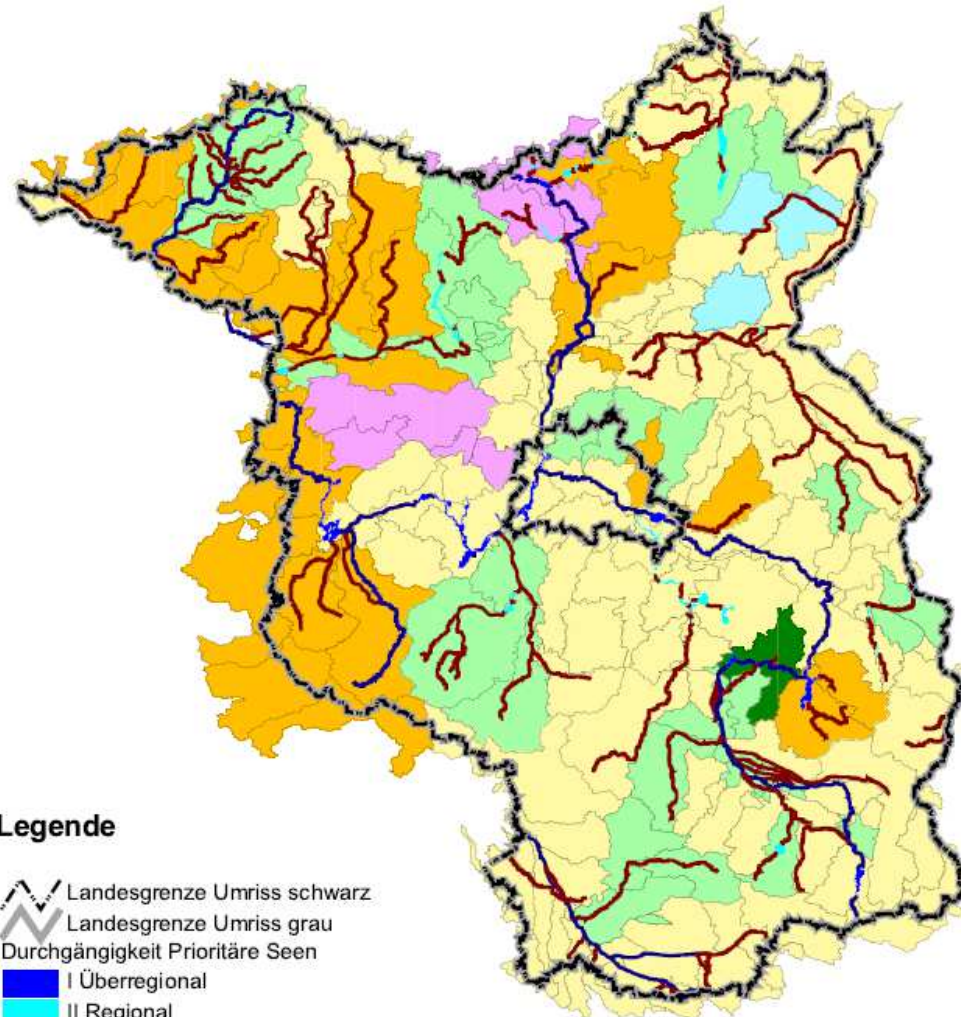 Legende
Landesgrenze Umriss schwarz
Landesgrenze Umriss grau
Durchgängigkeit Prioritäre Seen
I Überregional
II Regional